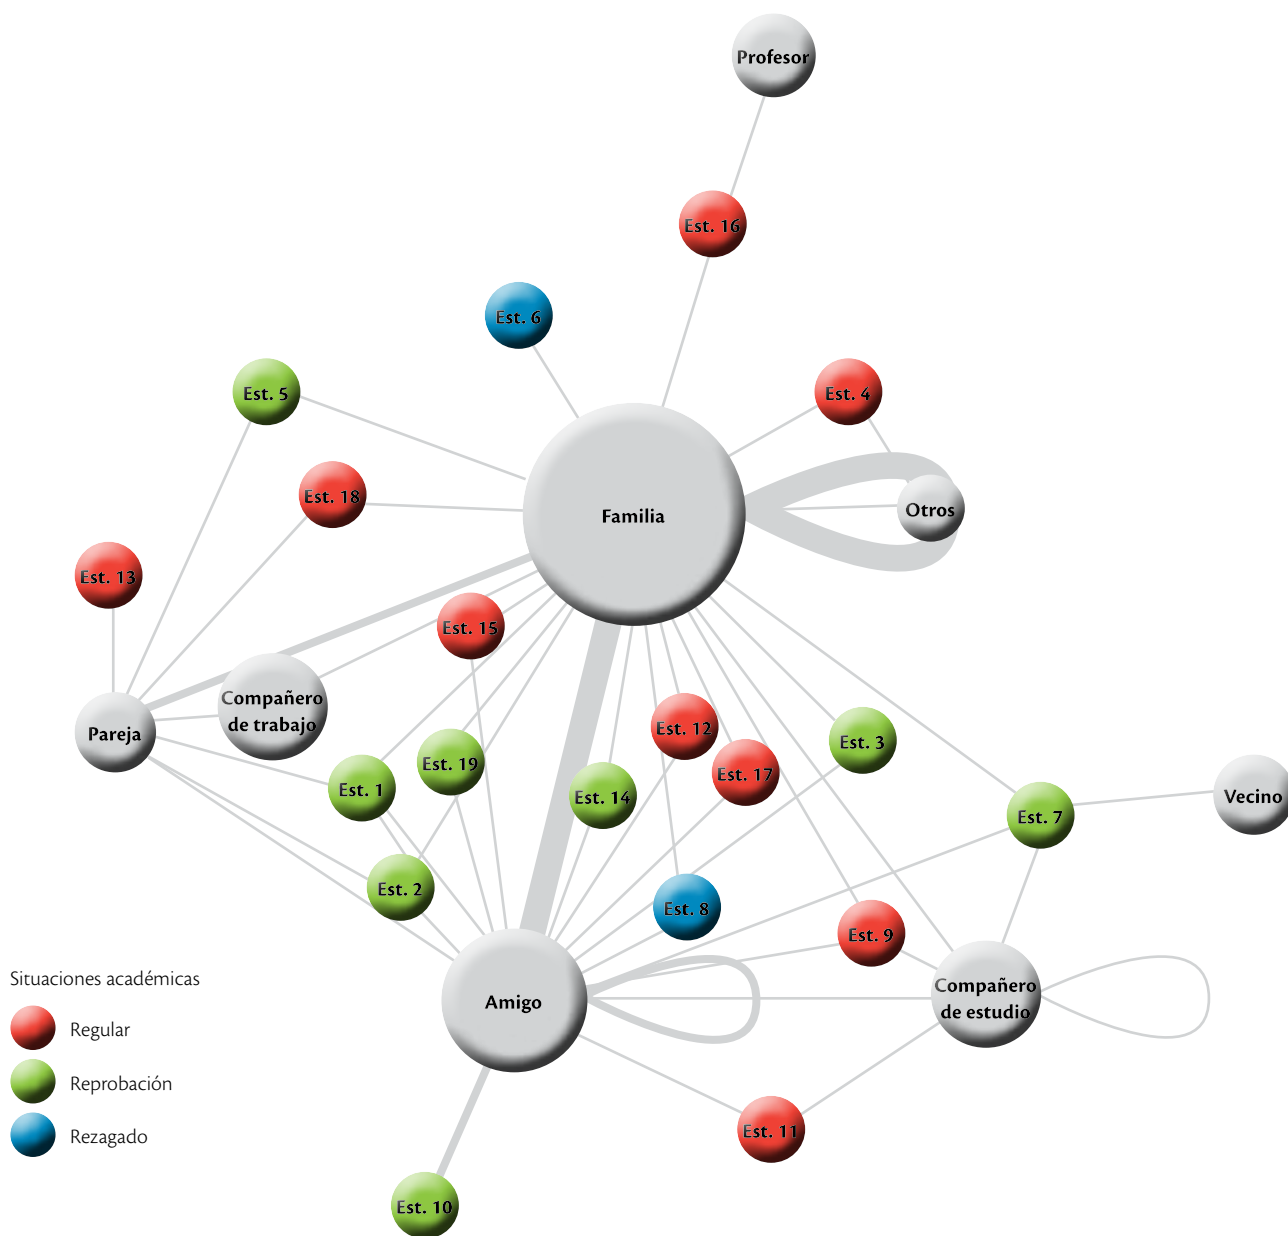 Profesor
Est. 16
Est. 6
Est. 5
Est. 4
Est. 18
Otros
Familia
Est. 13
Est. 15
Compañero
de trabajo
Pareja
Est. 12
Est. 3
Est. 19
Est. 17
Est. 1
Est. 14
Vecino
Est. 7
Est. 2
Est. 8
Est. 9
Situaciones académicas
Compañero
de estudio
Amigo
Regular
Reprobación
Rezagado
Est. 11
Est. 10